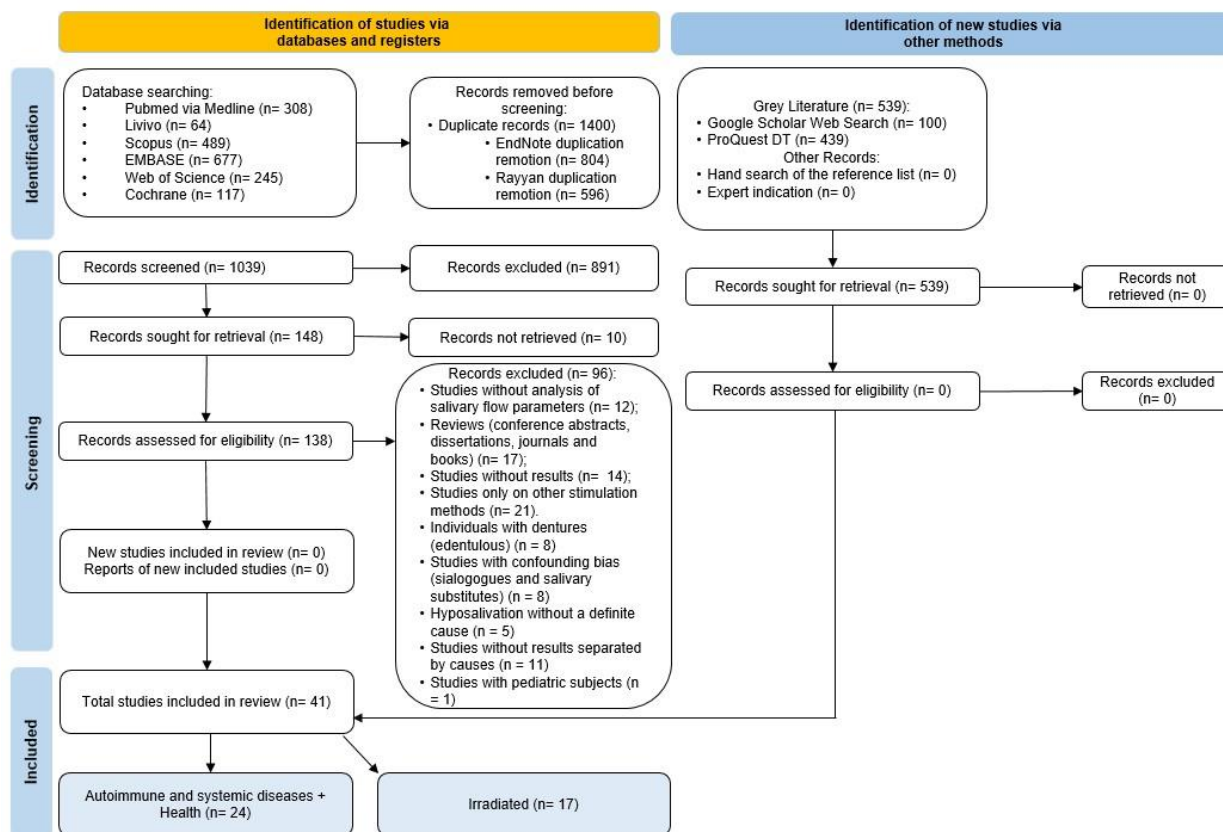 Identification of studies via
databases and registers
Identification of new studies via
other methods
Identification
Database searching:
• Pubmed via Medline (n= 308)
• Livivo (n= 64)
• Scopus (n= 489)
• EMBASE (n= 677)
• Web of Science (n= 245)
• Cochrane (n= 117)
Records removed before
screening:
• Duplicate records (n= 1400)
• EndNote duplication
remotion (n= 804)
• Rayyan duplication
remotion (n= 596)
Grey Literature (n= 539):
• Google Scholar Web Search (n= 100)
• ProQuest DT (n= 439)
Other Records:
• Hand search of the reference list (n= 0)
• Expert indication (n= 0)
Screening
Records screened (n= 1039)
Records excluded (n= 891)
Records sought for retrieval (n= 148)
Records not retrieved (n= 10)
Records sought for retrieval (n= 539)
Records not
retrieved (n= 0)
Records assessed for eligibility (n= 138)
Records excluded (n= 96):
• Studies without analysis of
salivary flow parameters (n= 12);
• Reviews (conference abstracts,
dissertations, journals and
books) (n= 17);
• Studies without results (n= 14);
• Studies only on other stimulation
methods (n= 21).
• Individuals with dentures
(edentulous) (n = 8)
• Studies with confounding bias
(sialogogues and salivary
substitutes) (n = 8)
• Hyposalivation without a definite
cause (n = 5)
• Studies without results separated
by causes (n = 11)
• Studies with pediatric subjects (n
= 1)
Records assessed for eligibility (n= 0)
Records excluded
(n= 0)
New studies included in review (n= 0)
Reports of new included studies (n= 0)
Included
Total studies included in review (n= 41)
Autoimmune and systemic diseases +
Health (n= 24)
Irradiated (n= 17)